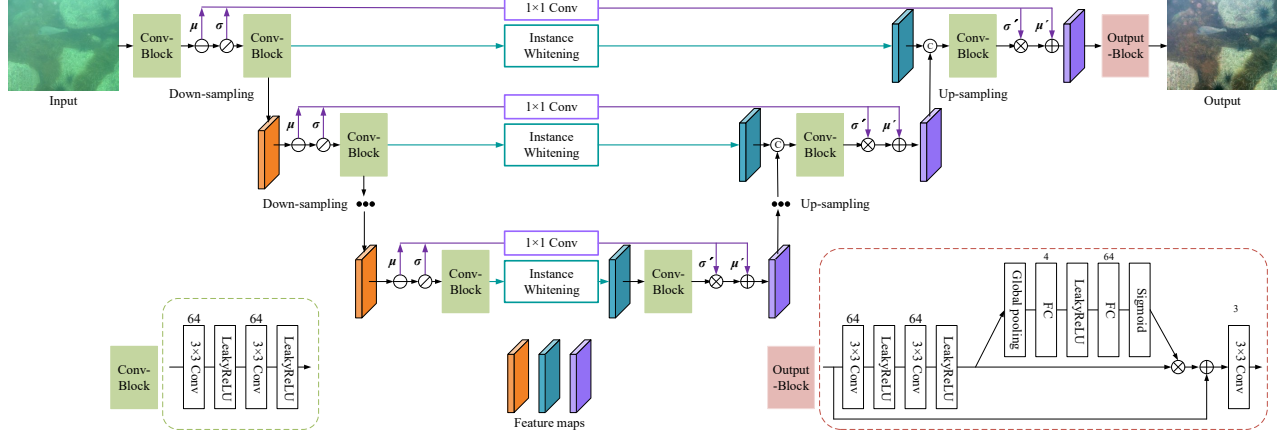 1×1 Conv
μ
σ
Conv-
Block
Conv-
Block
Instance
Whitening
C
Conv-
Block
σ′
μ′
Output
-Block
Input
Down-sampling
Up-sampling
Output
1×1 Conv
μ
σ
Conv-
Block
Instance
Whitening
C
Conv-
Block
σ′
μ′
Down-sampling
•••
•••
Up-sampling
1×1 Conv
μ
σ
Conv-
Block
Instance
Whitening
Conv-
Block
σ′
μ′
Conv-
Block
64
3×3 Conv
LeakyReLU
64
3×3 Conv
LeakyReLU
Feature maps
Output
-Block
64
3×3 Conv
LeakyReLU
64
3×3 Conv
LeakyReLU
Global pooling
4
FC
LeakyReLU
64
FC
Sigmoid
3
3×3 Conv